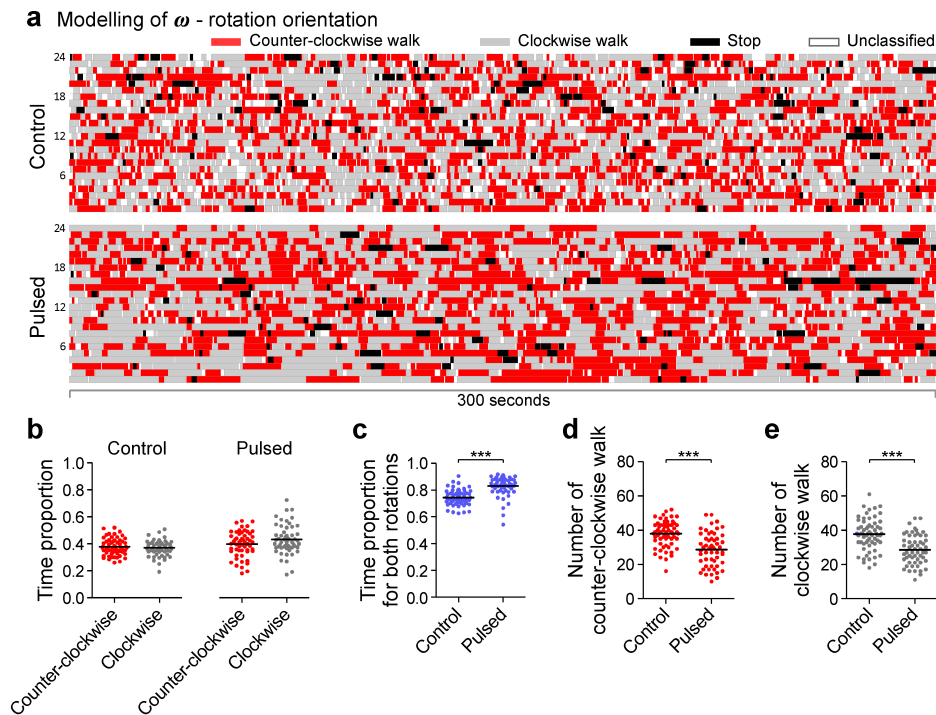 a Modelling of ω - rotation orientation
Counter-clockwise walk Clockwise walk Stop Unclassified
Control
24
18
12
6
Pulsed
24
18
12
6
300 seconds
b
Control Pulsed
Time proportion
1.0
0.8
0.6
0.4
0.2
0.0
Counter-clockwise
Clockwise
Counter-clockwise
Clockwise
c
Time proportion
for both rotations
***
1.0
0.8
0.6
0.4
0.2
0.0
Control
Pulsed
d
Number of
counter-clockwise walk
***
80
60
40
20
0
Control
Pulsed
e
Number of
clockwise walk
***
80
60
40
20
0
Control
Pulsed